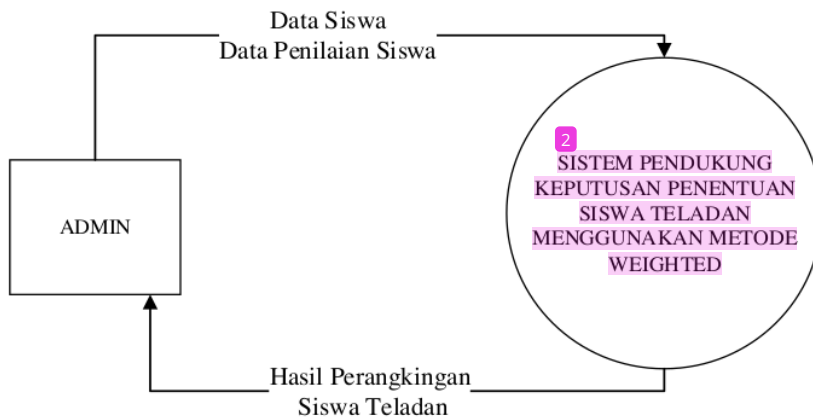 Data Siswa
Data Penilaian Siswa
2
SISTEM PENDUKUNG
KEPUTUSAN PENENTUAN
SISWA TELADAN
MENGGUNAKAN METODE
WEIGHTED
ADMIN
Hasil Perangkingan
Siswa Teladan